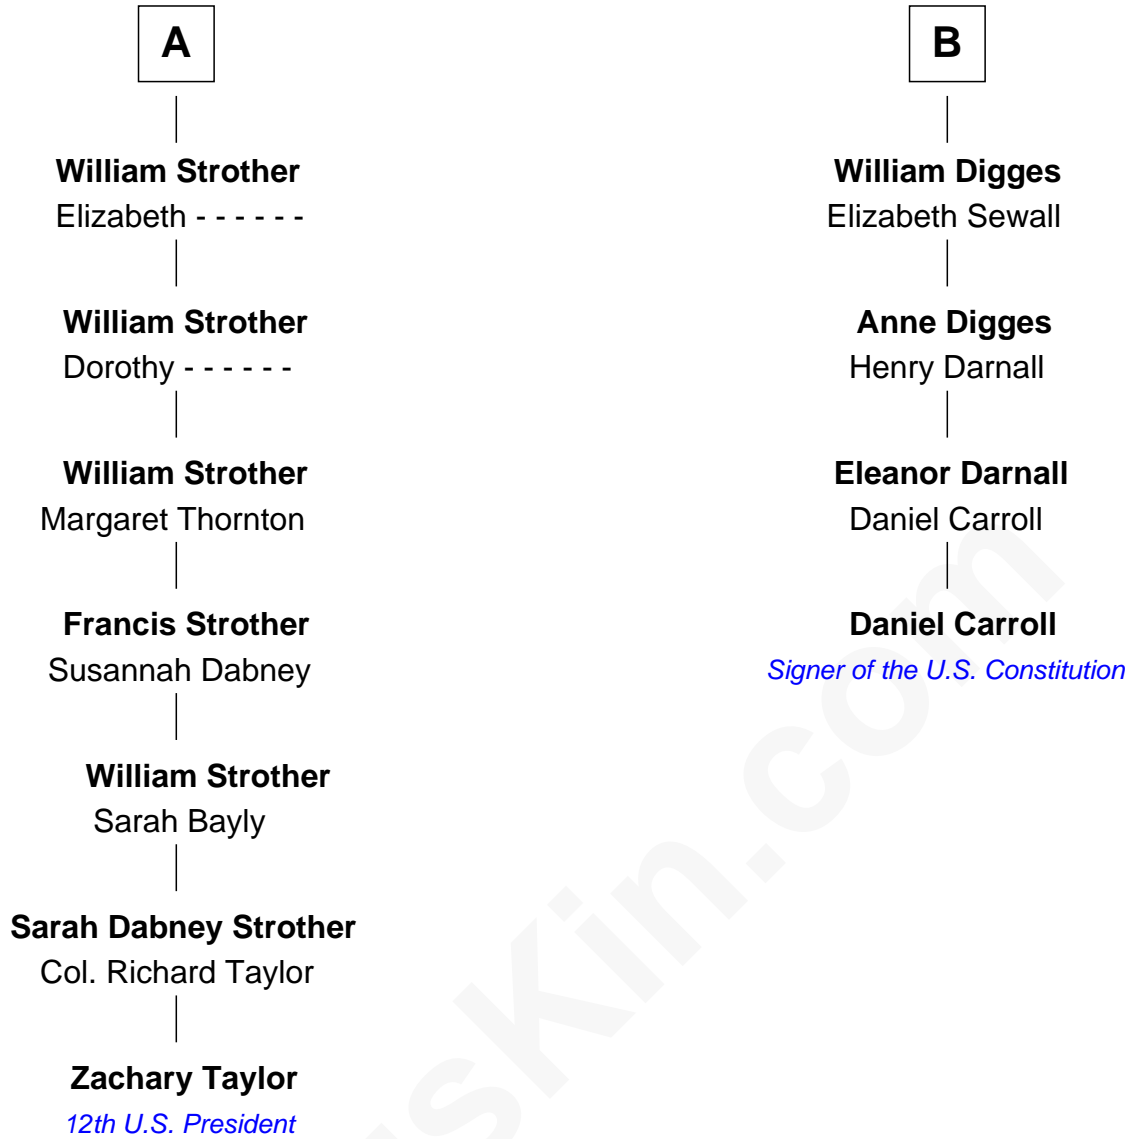 A
William Strother
Elizabeth - - - - - -
William Strother
Dorothy - - - - - -
William Strother
Margaret Thornton
Francis Strother
Susannah Dabney
William Strother
Sarah Bayly
Sarah Dabney Strother
Col. Richard Taylor
Zachary Taylor
12th U.S. President
B
William Digges
Elizabeth Sewall
Anne Digges
Henry Darnall
Eleanor Darnall
Daniel Carroll
Daniel Carroll
Signer of the U.S. Constitution
usKin.com